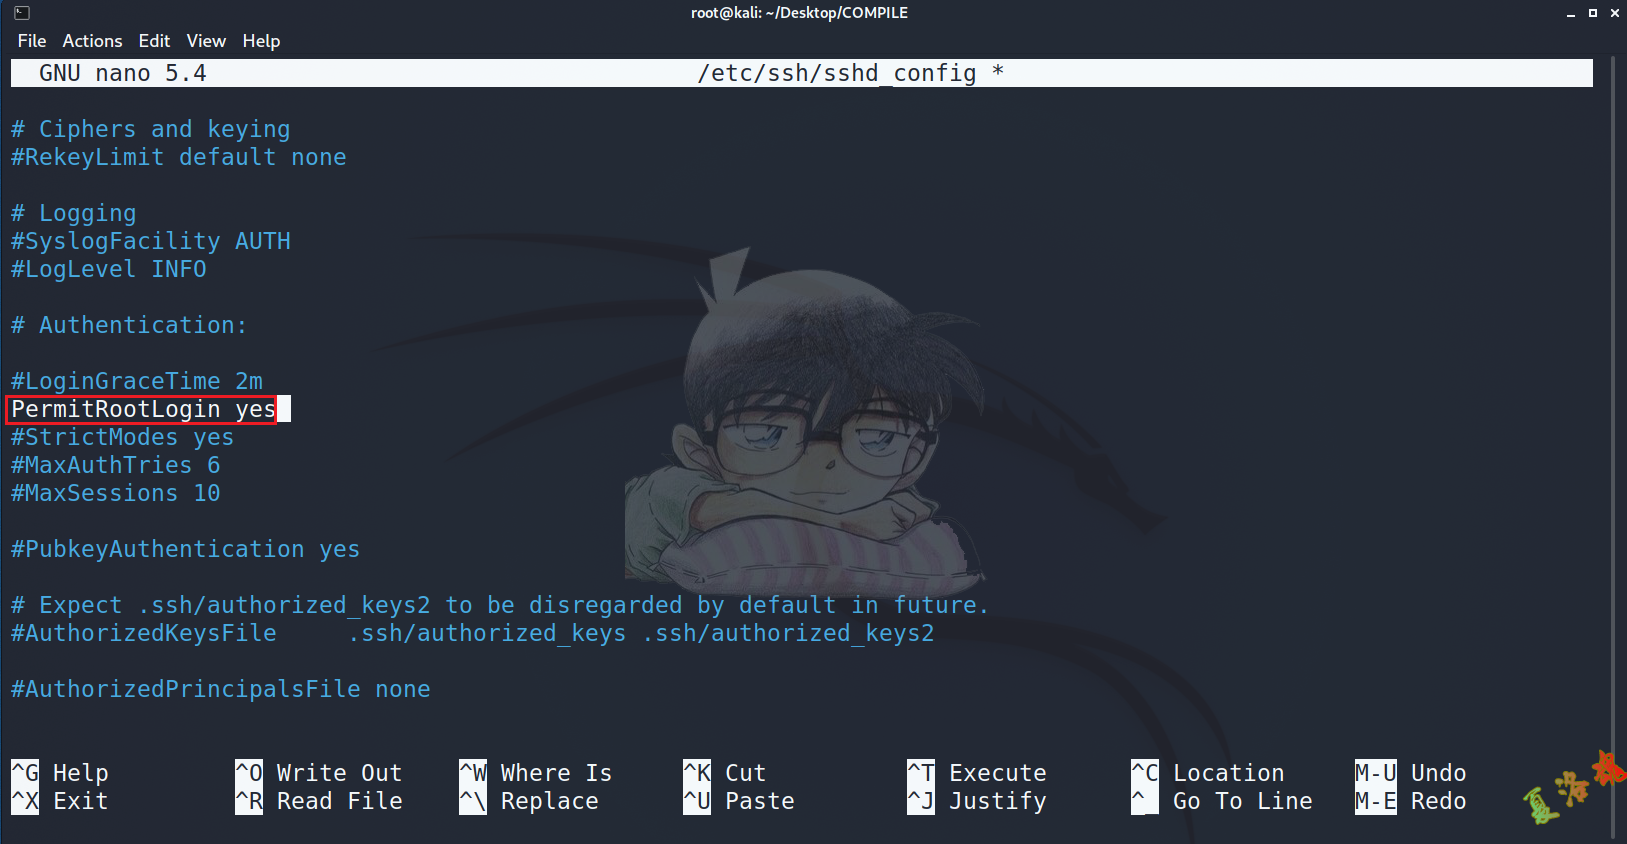 root@kali: ~/Desktop/COMPILE
File Actions Edit View Help
GNU nano 5.4 /etc/ssh/sshd_config *
# Ciphers and keying
#RekeyLimit default none
# Logging
#SyslogFacility AUTH
#LogLevel INFO
# Authentication:
#LoginGraceTime 2m
PermitRootLogin yes
#StrictModes yes
#MaxAuthTries 6
#MaxSessions 10
#PubkeyAuthentication yes
# Expect .ssh/authorized_keys2 to be disregarded by default in future.
#AuthorizedKeysFile .ssh/authorized_keys .ssh/authorized_keys2
#AuthorizedPrincipalsFile none
^G Help ^O Write Out ^W Where Is ^K Cut ^T Execute ^C Location M-U Undo
^X Exit ^R Read File ^\ Replace ^U Paste ^J Justify ^_ Go To Line M-E Redo